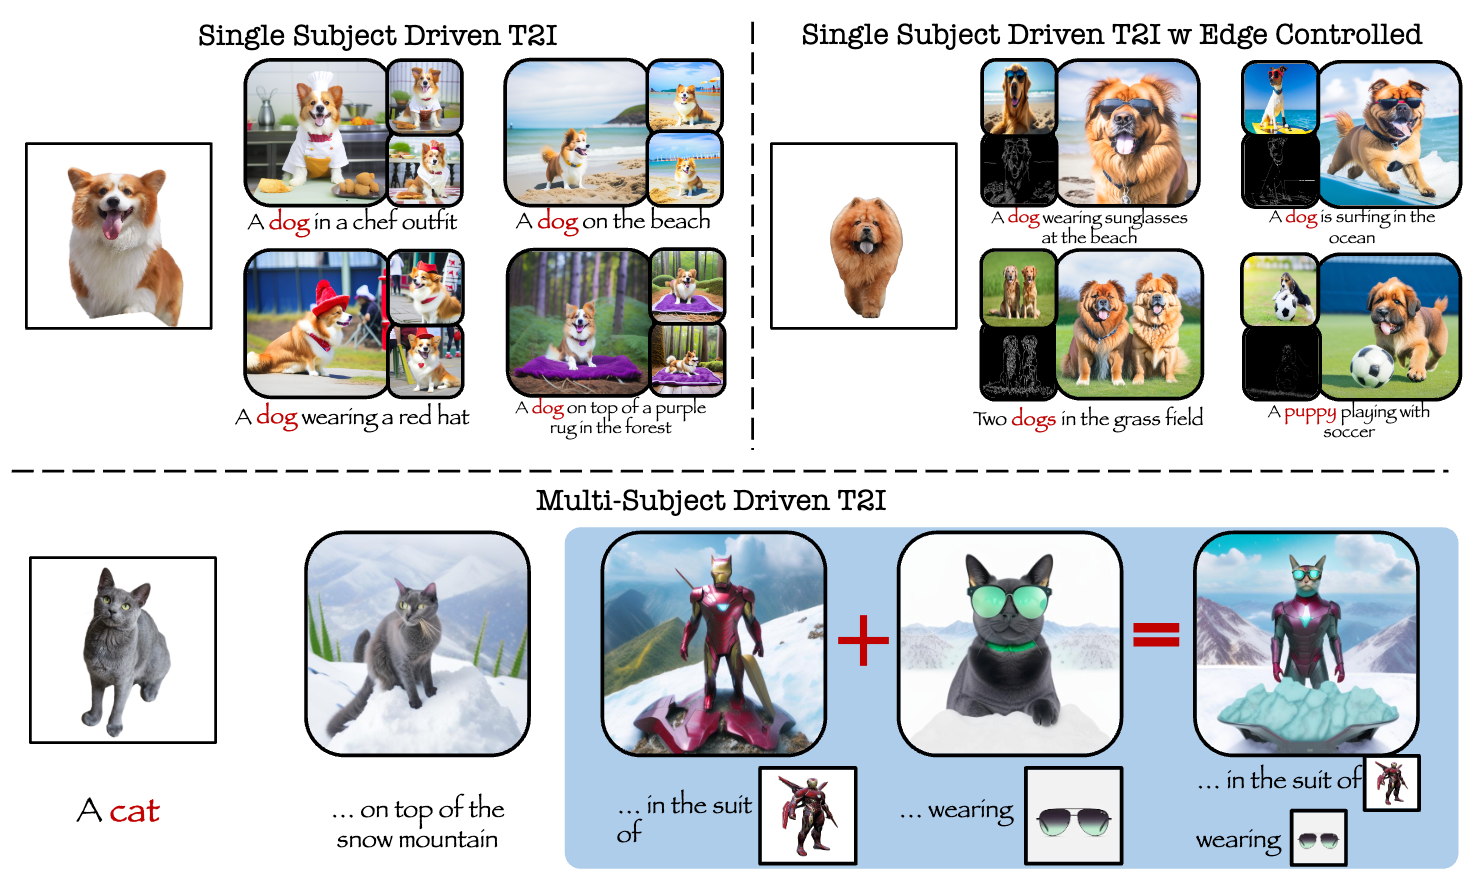 Single Subject Driven T2I
A dog in a chef outfit
A dog on the beach
A dog wearing a red hat
A dog on top of a purple
rug in the forest
Single Subject Driven T2I w Edge Controlled
A dog wearing sunglasses
at the beach
A dog is surfing in the
ocean
Two dogs in the grass field
A puppy playing with
soccer
Multi-Subject Driven T2I
A cat
... on top of the
snow mountain
... in the suit
of
+
... wearing
=
... in the suit of
wearing